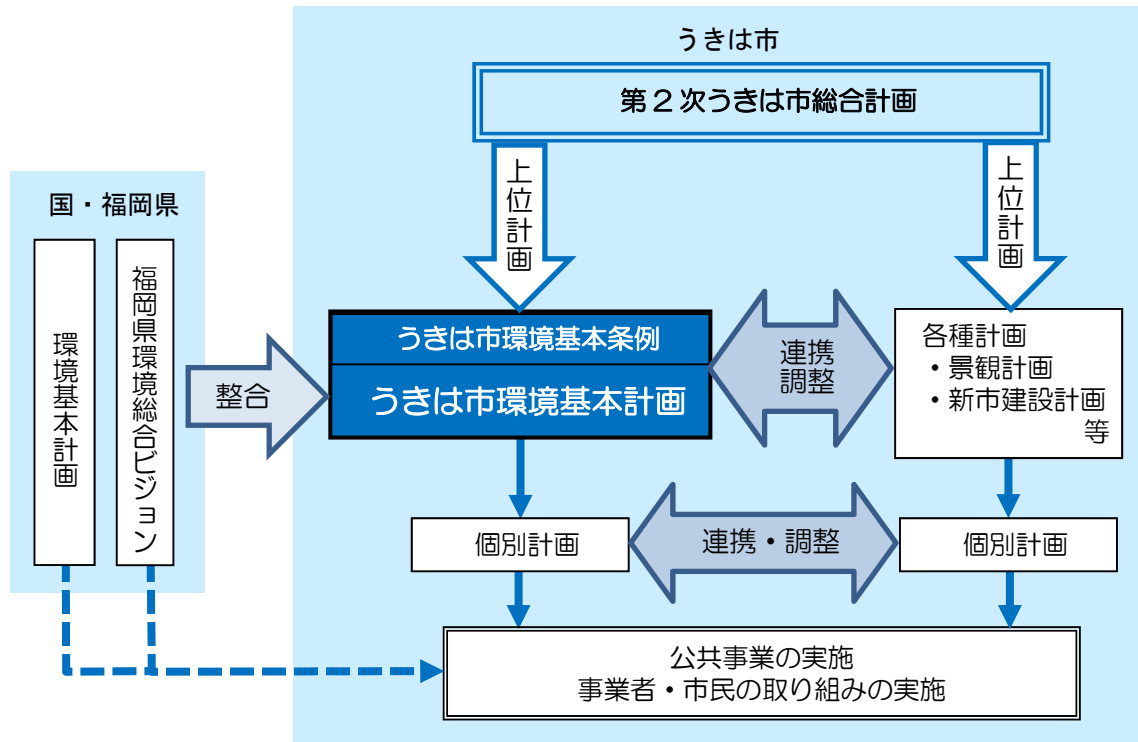 うきは市
第2次うきは市総合計画
上位計画
上位計画
国・福岡県
環境基本計画
福岡県環境総合ビジョン
整合
うきは市環境基本条例
うきは市環境基本計画
連携
調整
各種計画
・景観計画
・新市建設計画
等
個別計画
連携・調整
個別計画
公共事業の実施
事業者・市民の取り組みの実施